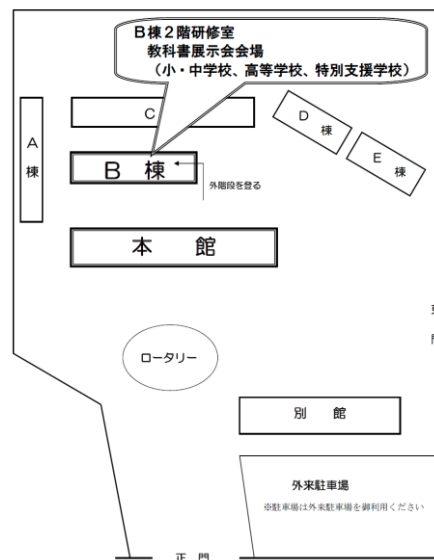 B棟2階研修室
教科書展示会会場
(小・中学校、高等学校、特別支援学校)
C
D
棟
A
棟
B 棟
E
棟
外階段を登る
本 館
ロータリー
別 館
外来駐車場
※駐車場は外来駐車場を御利用ください
正 門